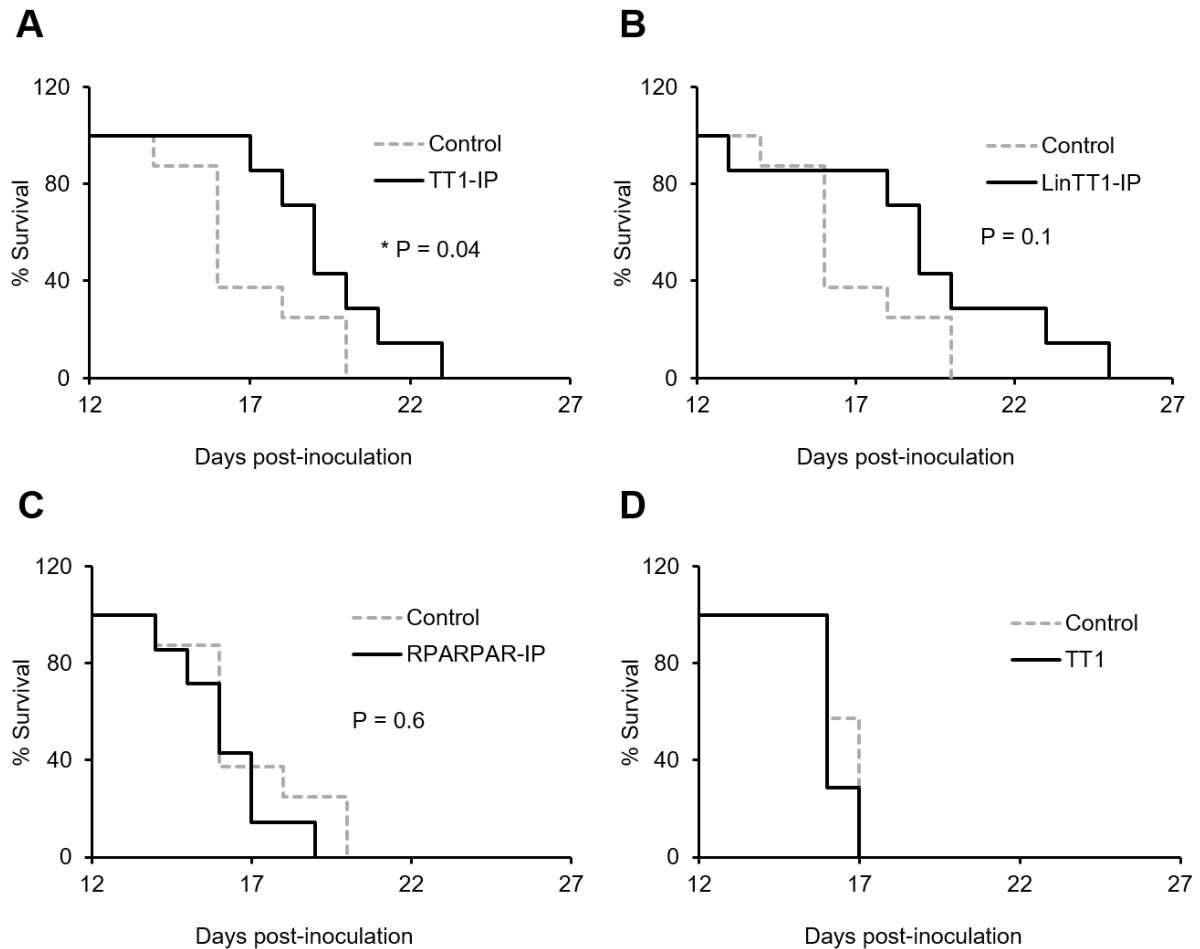 A
120
80
40
0
% Survival
Control
TT1-IP
* P = 0.04
12 17 22 27
Days post-inoculation
B
120
80
40
0
% Survival
Control
LinTT1-IP
P = 0.1
12 17 22 27
Days post-inoculation
C
120
80
40
0
% Survival
Control
RPARPAR-IP
P = 0.6
12 17 22 27
Days post-inoculation
D
120
80
40
0
% Survival
Control
TT1
12 17 22 27
Days post-inoculation